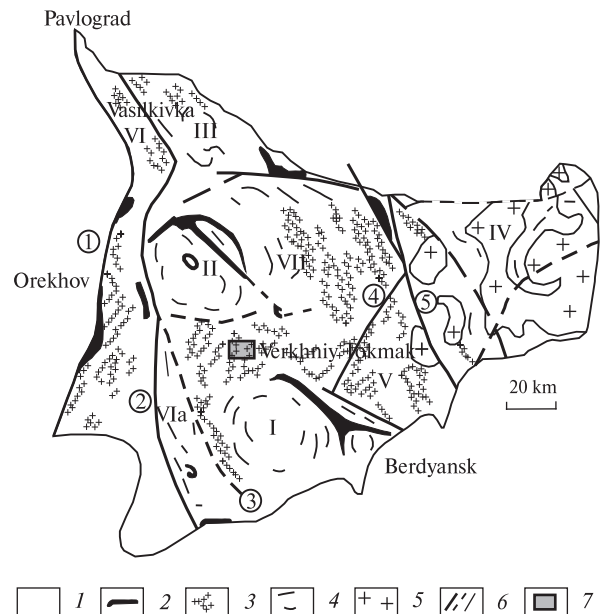 Pavlograd
Vasilkivka
VI
III
1
IV
Orekhov
II
VII
4
5
Verkhniy Tokmak
V
20 km
2
VIa
I
Berdyansk
3
1 2 3 4 5 6 7